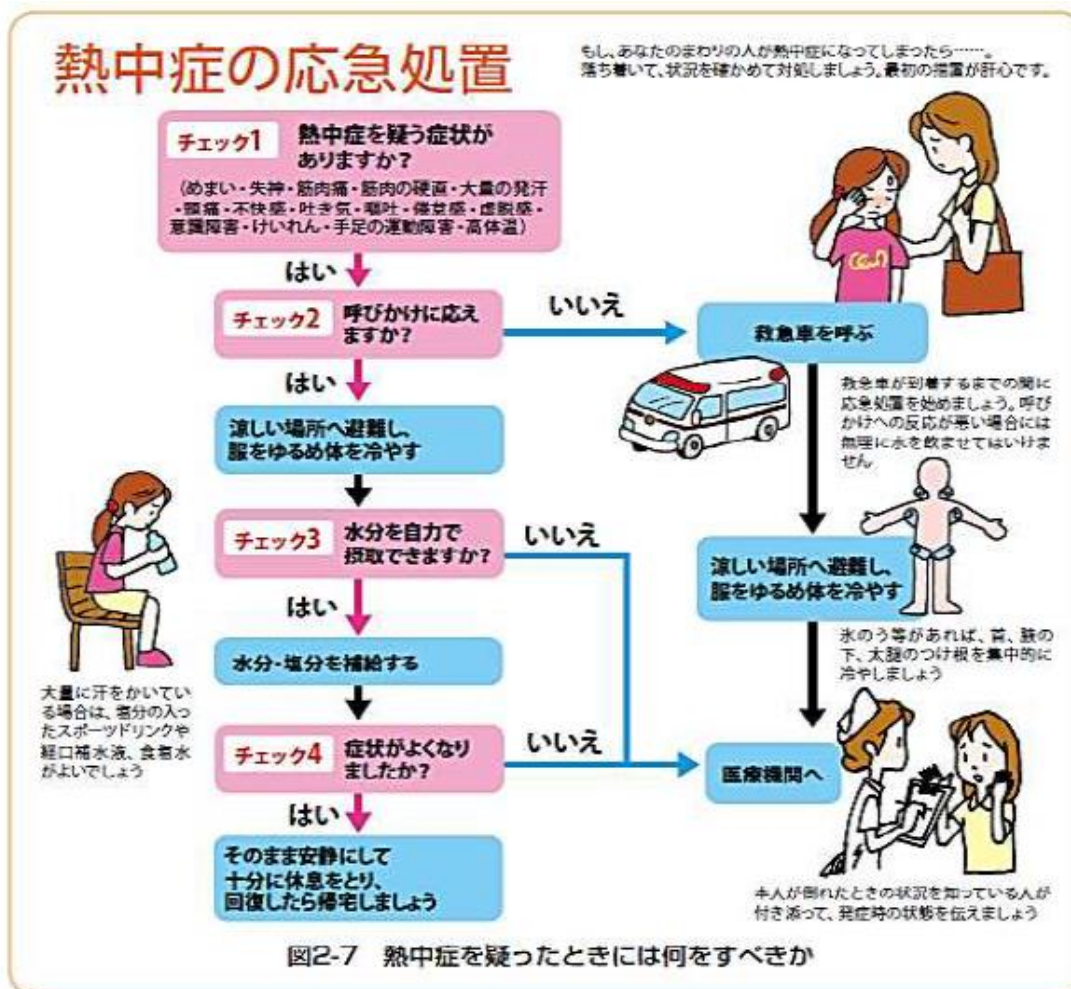 熱中症の応急処置
もし、あなたのまわりの人が熱中症になってしまったら……。
落ち着いて、状況を確かめて対処しましょう。最初の措置が肝心です。
チェック1
熱中症を疑う症状が
ありますか?
(めまい・失神・筋肉痛・筋肉の硬直・大量の発汗
・頭痛・不快感・吐き気・嘔吐・倦怠感・虚脱感・
意識障害・けいれん・手足の運動障害・高体温)
はい
チェック2
呼びかけに応え
ますか?
いいえ
救急車を呼ぶ
はい
救急車が到着するまでの間に
応急処置を始めましょう。呼び
かけへの反応が悪い場合には
無理に水を飲ませてはいけま
せん
涼しい場所へ避難し、
服をゆるめ体を冷やす
チェック3
水分を自力で
摂取できますか?
いいえ
涼しい場所へ避難し、
服をゆるめ体を冷やす
はい
氷のう等があれば、首、腋の
下、太腿のつけ根を集中的に
冷やしましょう
水分・塩分を補給する
大量に汗をかいてい
る場合は、塩分の入っ
たスポーツドリンクや
経口補水液、食塩水
がよいでしょう
チェック4
症状がよくなり
ましたか?
いいえ
医療機関へ
はい
そのまま安静にして
十分に休息をとり、
回復したら帰宅しましょう
本人が倒れたときの状況を知っている人が
付き添って、発症時の状態を伝えましょう
図2-7 熱中症を疑ったときには何をすべきか